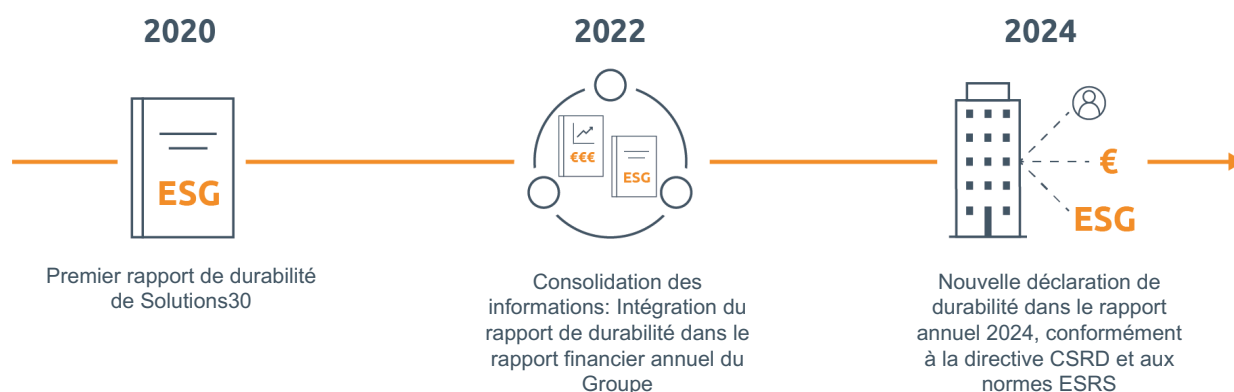 2020
ESG
Premier rapport de durabilité
de Solutions30
2022
€€€
ESG
Consolidation des
informations: Intégration du
rapport de durabilité dans le
rapport financier annuel du
Groupe
2024
€
ESG
Nouvelle déclaration de
durabilité dans le rapport
annuel 2024, conformément
à la directive CSRD et aux
normes ESRS